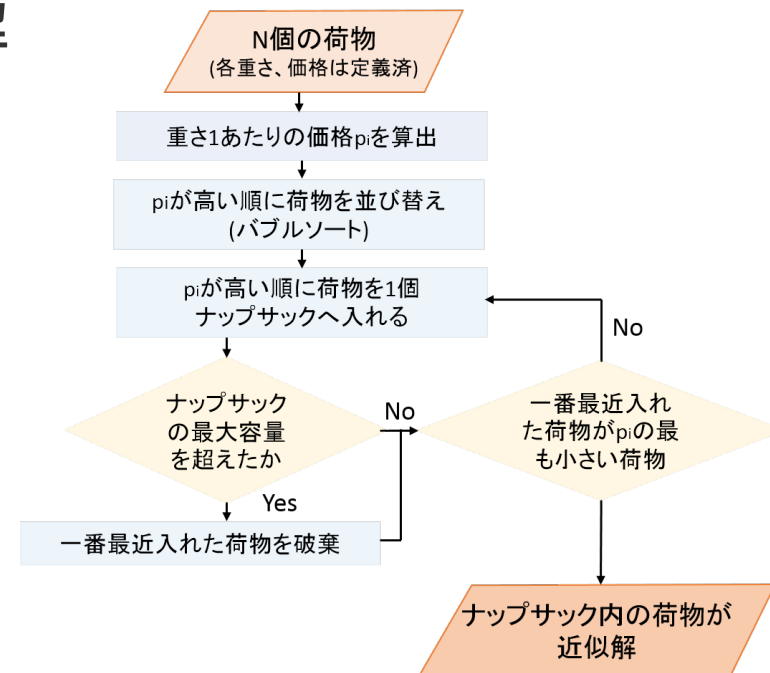 N個の荷物
(各重さ、価格は定義済)
重さ1あたりの価格piを算出
piが高い順に荷物を並び替え
(バブルソート)
piが高い順に荷物を1個
ナップサックへ入れる
No
ナップサック
の最大容量
を超えたか
No
一番最近入れ
た荷物がpiの最
も小さい荷物
Yes
一番最近入れた荷物を破棄
ナップサック内の荷物が
近似解